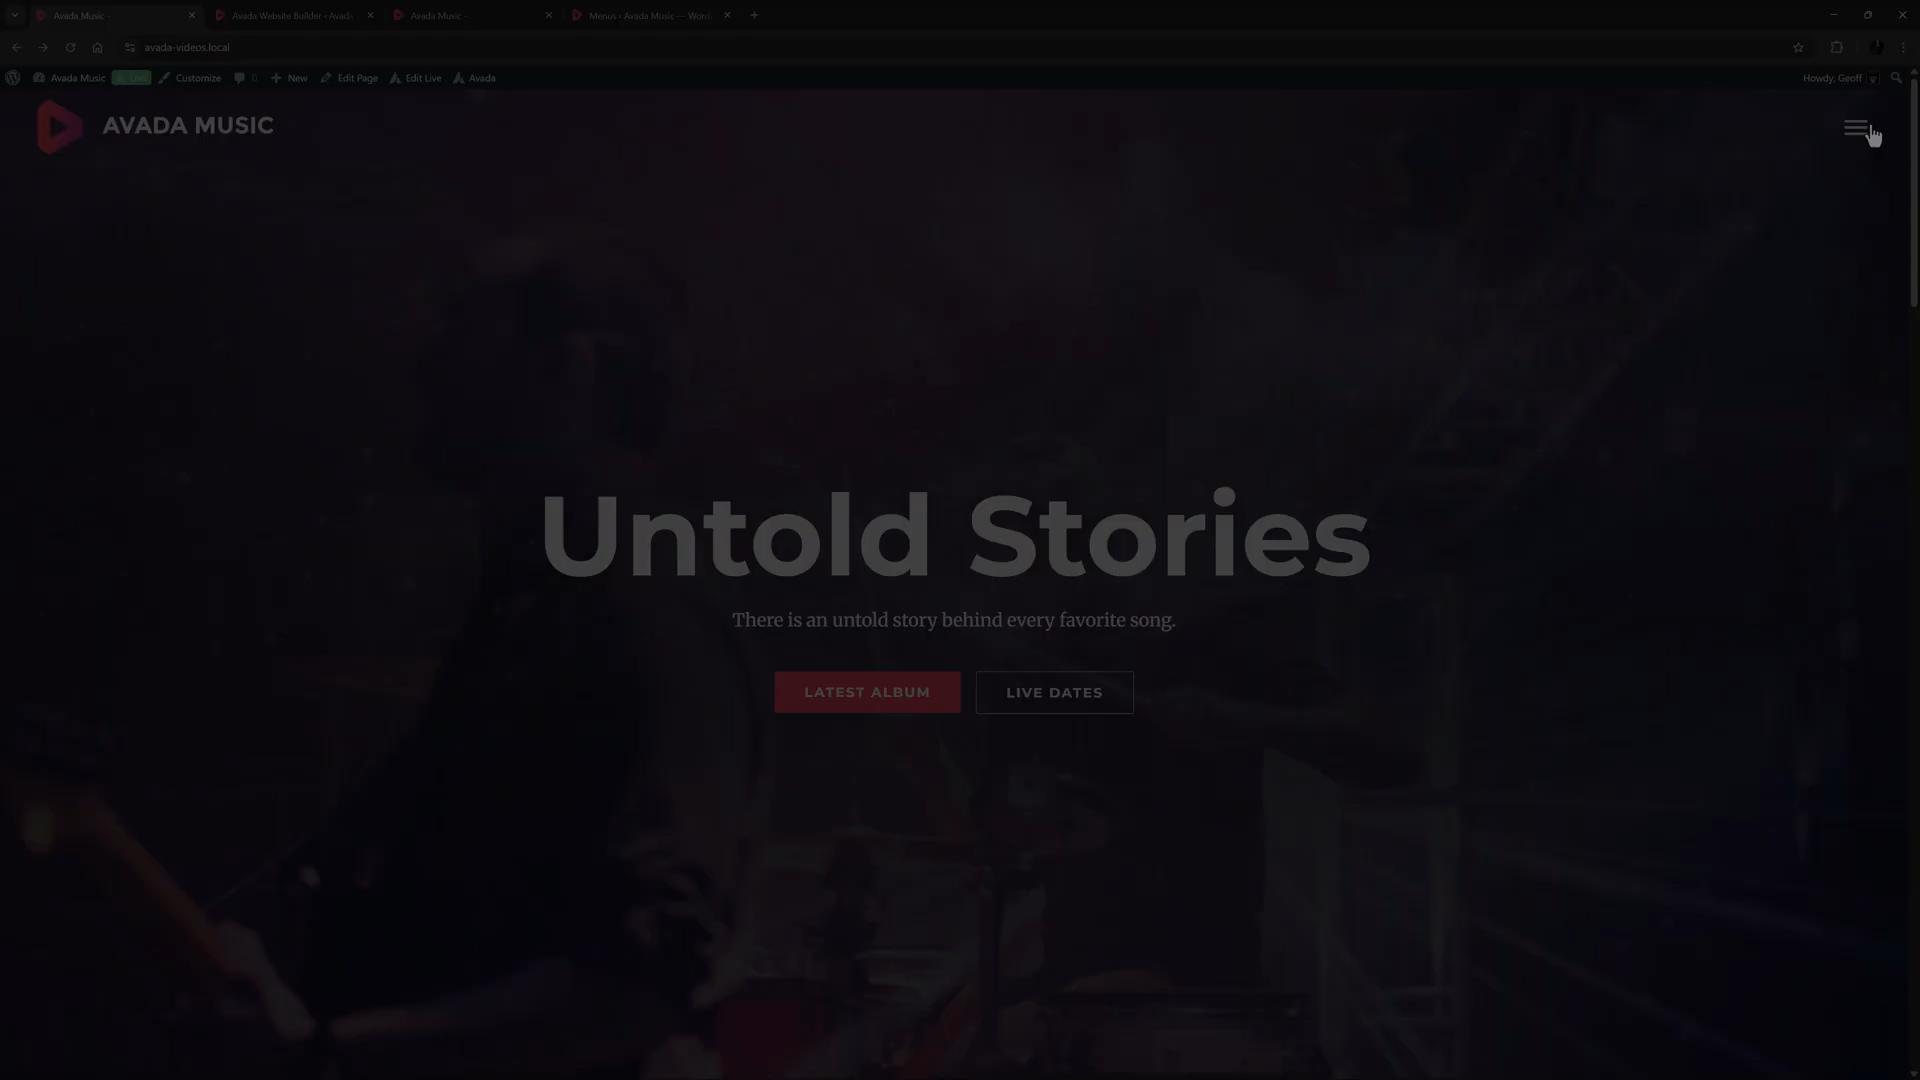 Avada Music -
Avada Website Builder ‹ Avada
Avada Music -
Menus ‹ Avada Music — Word
avada-videos.local
Avada Music
Live
Customize
0
New
Edit Page
Edit Live
Avada
Howdy, Geoff
AVADA MUSIC
Untold Stories
There is an untold story behind every favorite song.
LATEST ALBUM
LIVE DATES